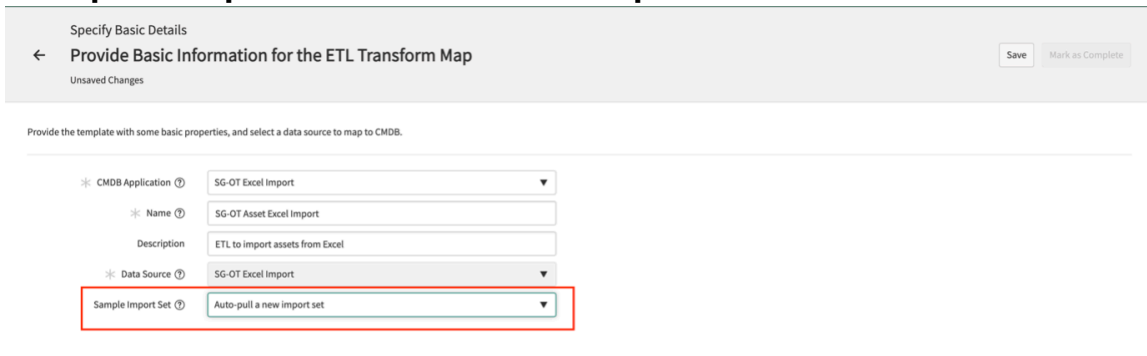 Specify Basic Details
← Provide Basic Information for the ETL Transform Map
Save Mark as Complete
Unsaved Changes
Provide the template with some basic properties, and select a data source to map to CMDB.
CMDB Application SG-OT Excel Import
Name SG-OT Asset Excel Import
Description ETL to import assets from Excel
Data Source SG-OT Excel Import
Sample Import Set Auto-pull a new import set